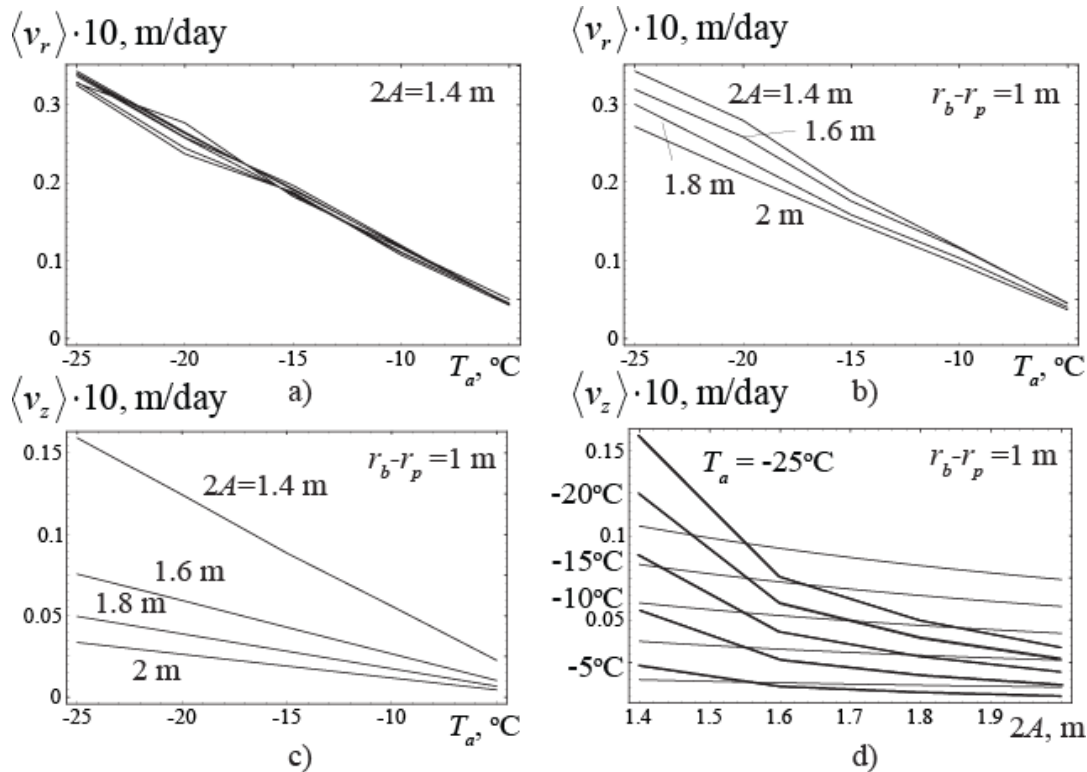 ⟨v_r⟩·10, m/day
0.3
0.2
0.1
0
2A=1.4 m
-25 -20 -15 -10 T_a, °C
a)
⟨v_r⟩·10, m/day
0.3
0.2
0.1
0
2A=1.4 m r_b-r_p =1 m
1.6 m
1.8 m
2 m
-25 -20 -15 -10 T_a, °C
b)
⟨v_z⟩·10, m/day
0.15
0.1
0.05
0
r_b-r_p =1 m
2A=1.4 m
1.6 m
1.8 m
2 m
-25 -20 -15 -10 T_a, °C
c)
⟨v_z⟩·10, m/day
0.15
0.1
0.05
T_a = -25°C r_b-r_p =1 m
-20°C
-15°C
-10°C
-5°C
1.4 1.5 1.6 1.7 1.8 1.9 2A, m
d)